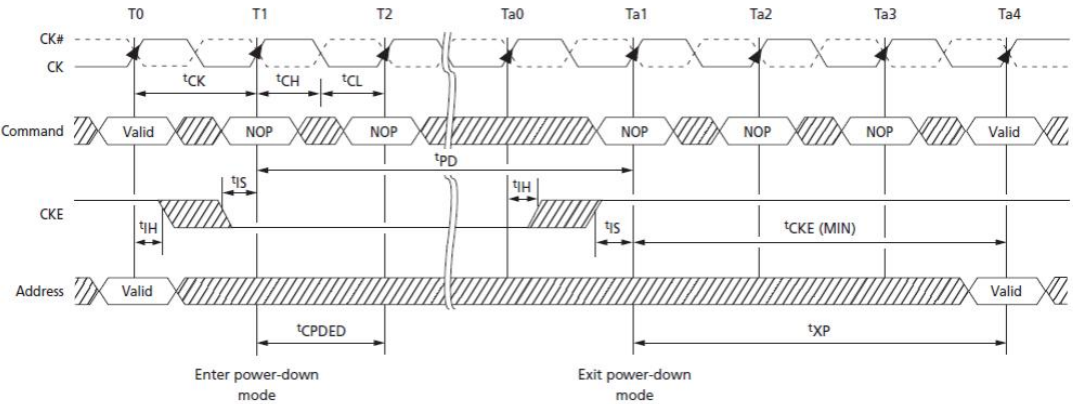 T0 T1 T2 Ta0 Ta1 Ta2 Ta3 Ta4
CK#
CK
tCK tCH tCL
Command Valid NOP NOP NOP NOP NOP Valid
tPD
tIS tIH
CKE
tIH tIS tCKE (MIN)
Address Valid Valid
tCPDED tXP
Enter power-down Exit power-down
mode mode